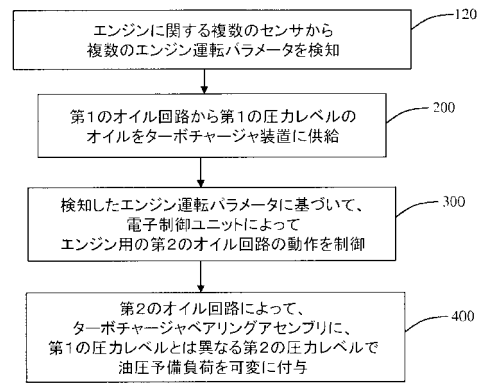 エンジンに関する複数のセンサから
複数のエンジン運転パラメータを検知
120
第1のオイル回路から第1の圧力レベルの
オイルをターボチャージャ装置に供給
200
検知したエンジン運転パラメータに基づいて、
電子制御ユニットによって
エンジン用の第2のオイル回路の動作を制御
300
第2のオイル回路によって、
ターボチャージャベアリングアセンブリに、
第1の圧力レベルとは異なる第2の圧力レベルで
油圧予備負荷を可変に付与
400